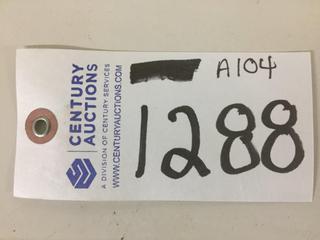 A104
1288
CENTURY
AUCTIONS
A DIVISION OF CENTURY SERVICES
WWW.CENTURYAUCTIONS.COM